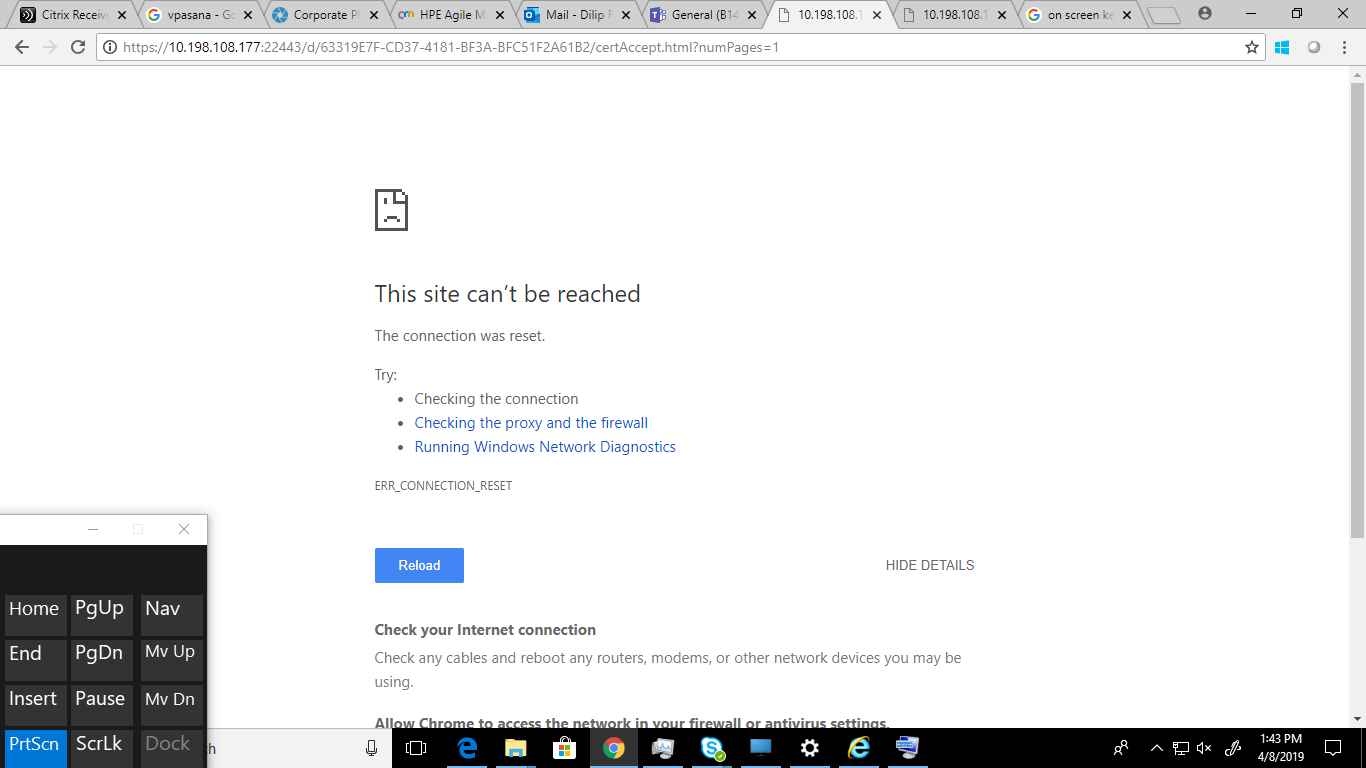 Citrix Receiv
vpasana - Go
Corporate P
HPE Agile M
Mail - Dilip R
General (B14
10.198.108.1
10.198.108.1
on screen ke
https://10.198.108.177:22443/d/63319E7F-CD37-4181-BF3A-BFC51F2A61B2/certAccept.html?numPages=1
This site can’t be reached
The connection was reset.
Try:
• Checking the connection
• Checking the proxy and the firewall
• Running Windows Network Diagnostics
ERR_CONNECTION_RESET
Reload
HIDE DETAILS
Check your Internet connection
Check any cables and reboot any routers, modems, or other network devices you may be
using.
Allow Chrome to access the network in your firewall or antivirus settings.
Home PgUp Nav
End PgDn Mv Up
Insert Pause Mv Dn
PrtScn ScrLk Dock
h
1:43 PM
4/8/2019